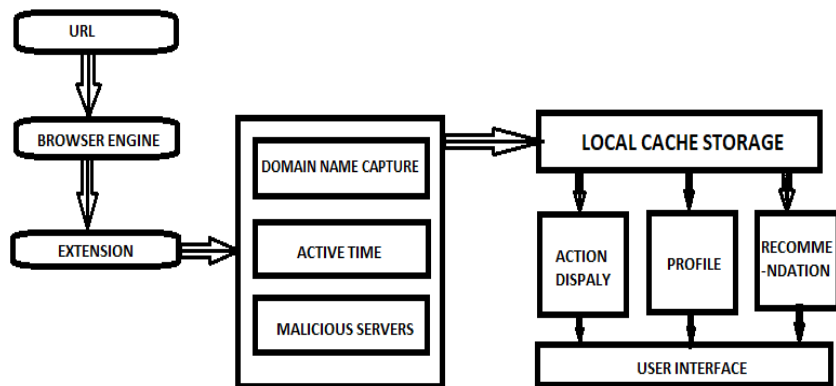 URL
BROWSER ENGINE
EXTENSION
DOMAIN NAME CAPTURE
ACTIVE TIME
MALICIOUS SERVERS
LOCAL CACHE STORAGE
ACTION
DISPALY
PROFILE
RECOMME
-NDATION
USER INTERFACE